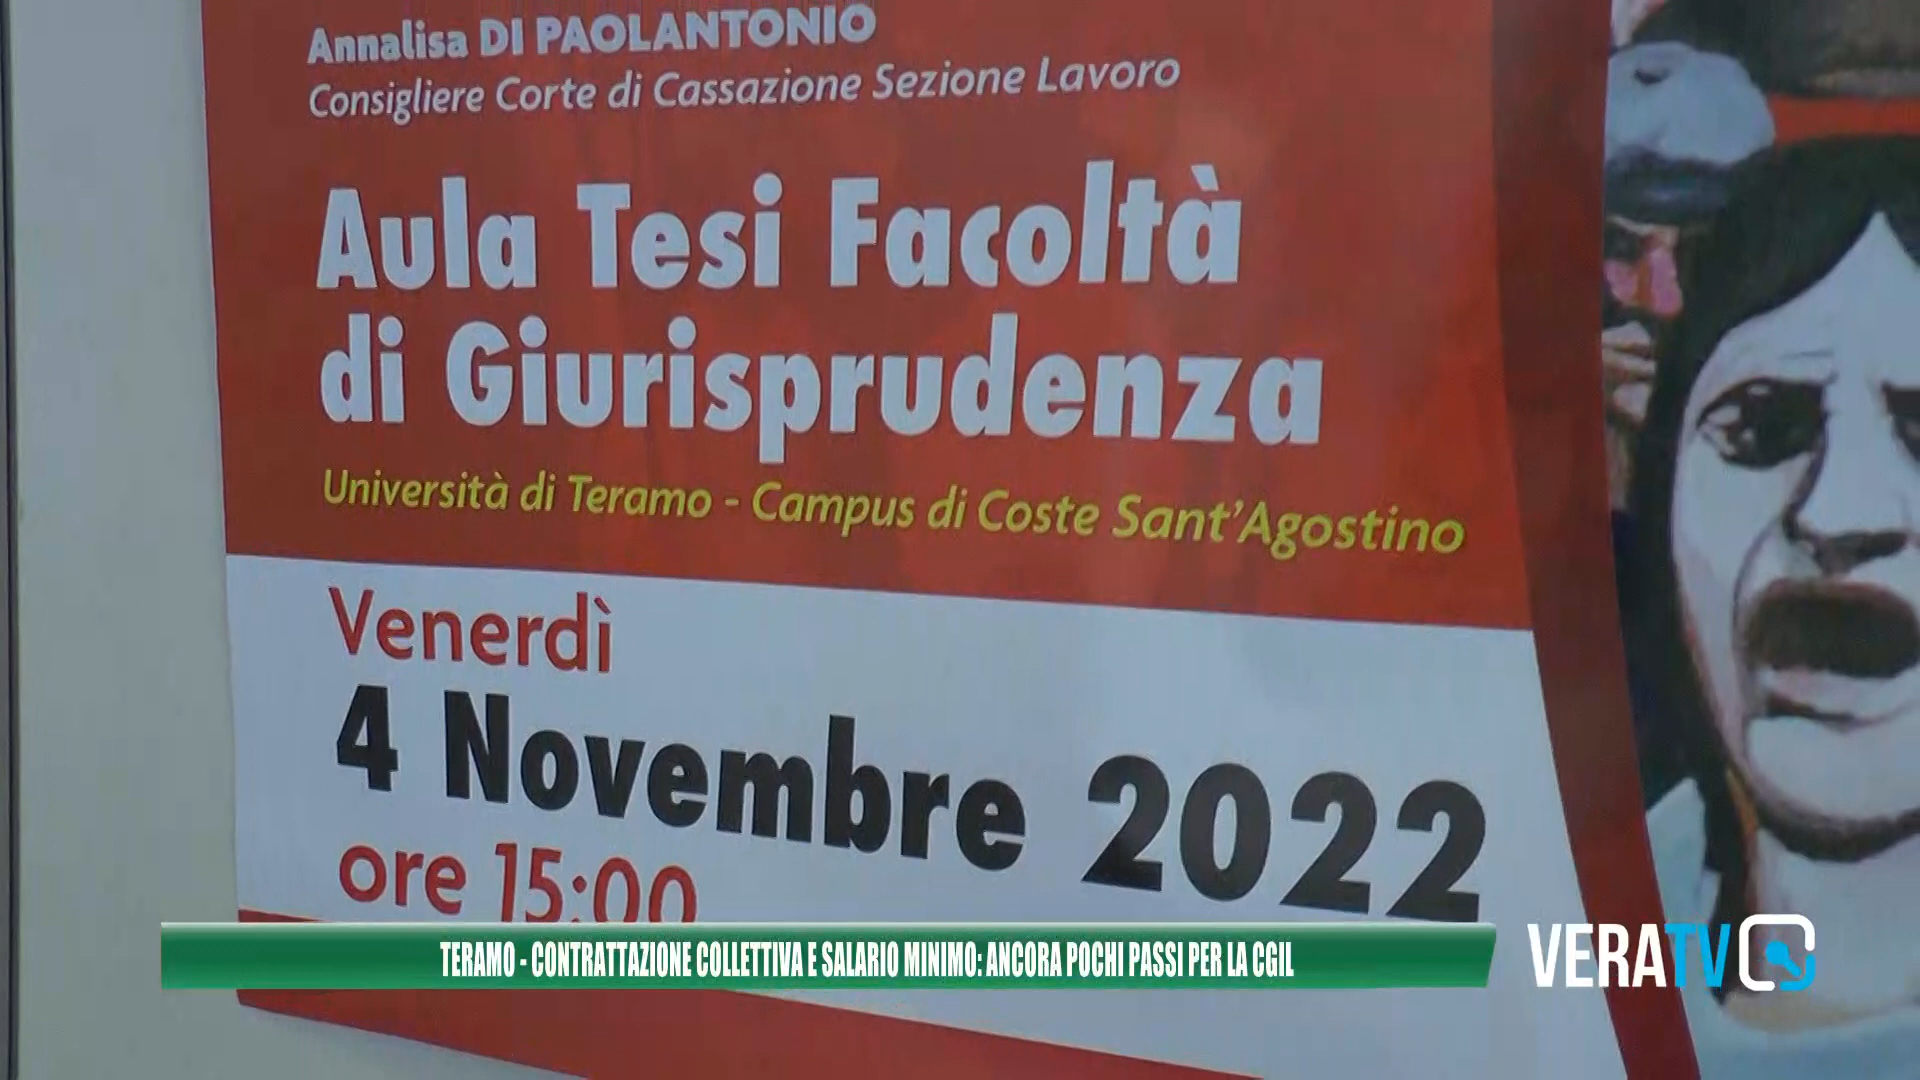 Annalisa DI PAOLANTONIO
Consigliere Corte di Cassazione Sezione Lavoro
Aula Tesi Facoltà
di Giurisprudenza
Università di Teramo - Campus di Coste Sant'Agostino
Venerdì
4 Novembre 2022
ore 15:00
TERAMO - CONTRATTAZIONE COLLETTIVA E SALARIO MINIMO: ANCORA POCHI PASSI PER LA CGIL
VERATV